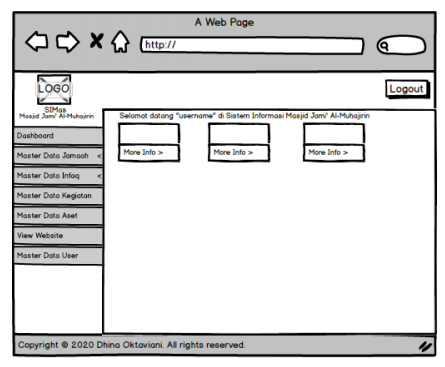 A Web Page
http://
LOGO
Logout
SIMas
Masjid Jami' Al-Muhajirin
Selamat datang "username" di Sistem Informasi Masjid Jami' Al-Muhajirin
Dashboard
Master Data Jamaah <
More Info >
More Info >
More Info >
Master Data Infaq <
Master Data Kegiatan
Master Data Aset
View Website
Master Data User
Copyright © 2020 Dhina Oktaviani. All rights reserved.